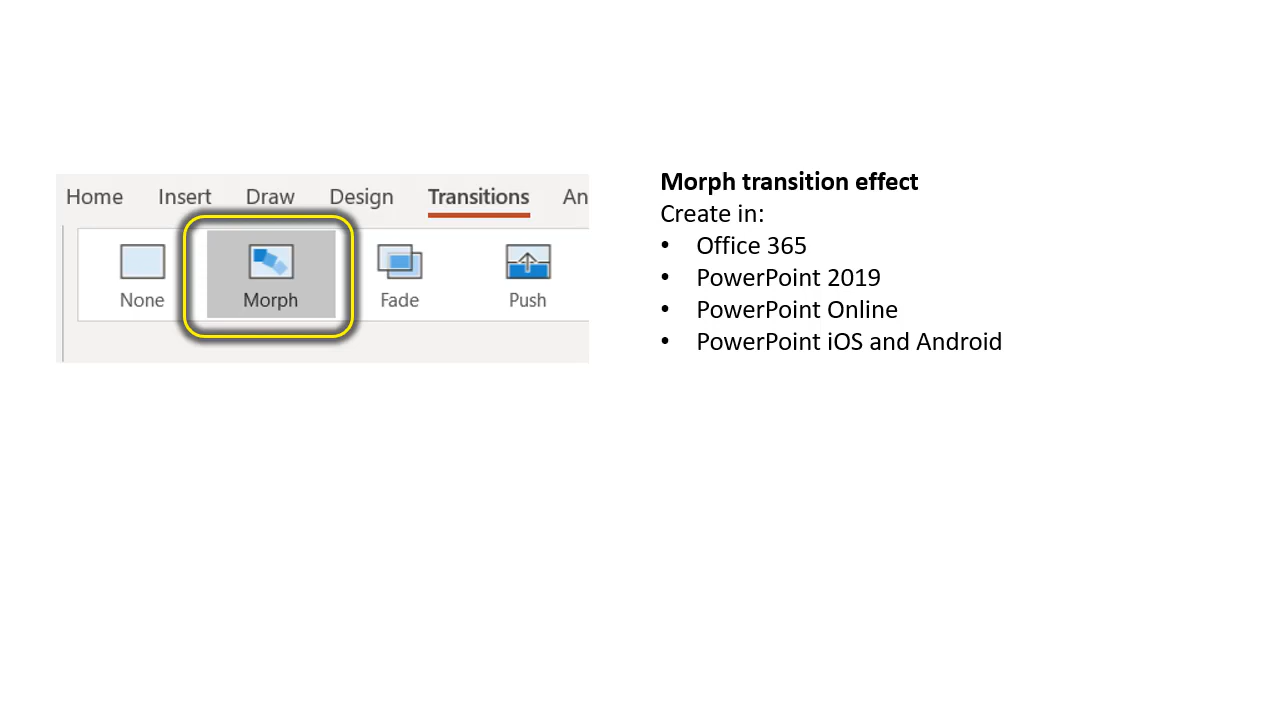 Home Insert Draw Design Transitions An
None Morph Fade Push
Morph transition effect
Create in:
• Office 365
• PowerPoint 2019
• PowerPoint Online
• PowerPoint iOS and Android